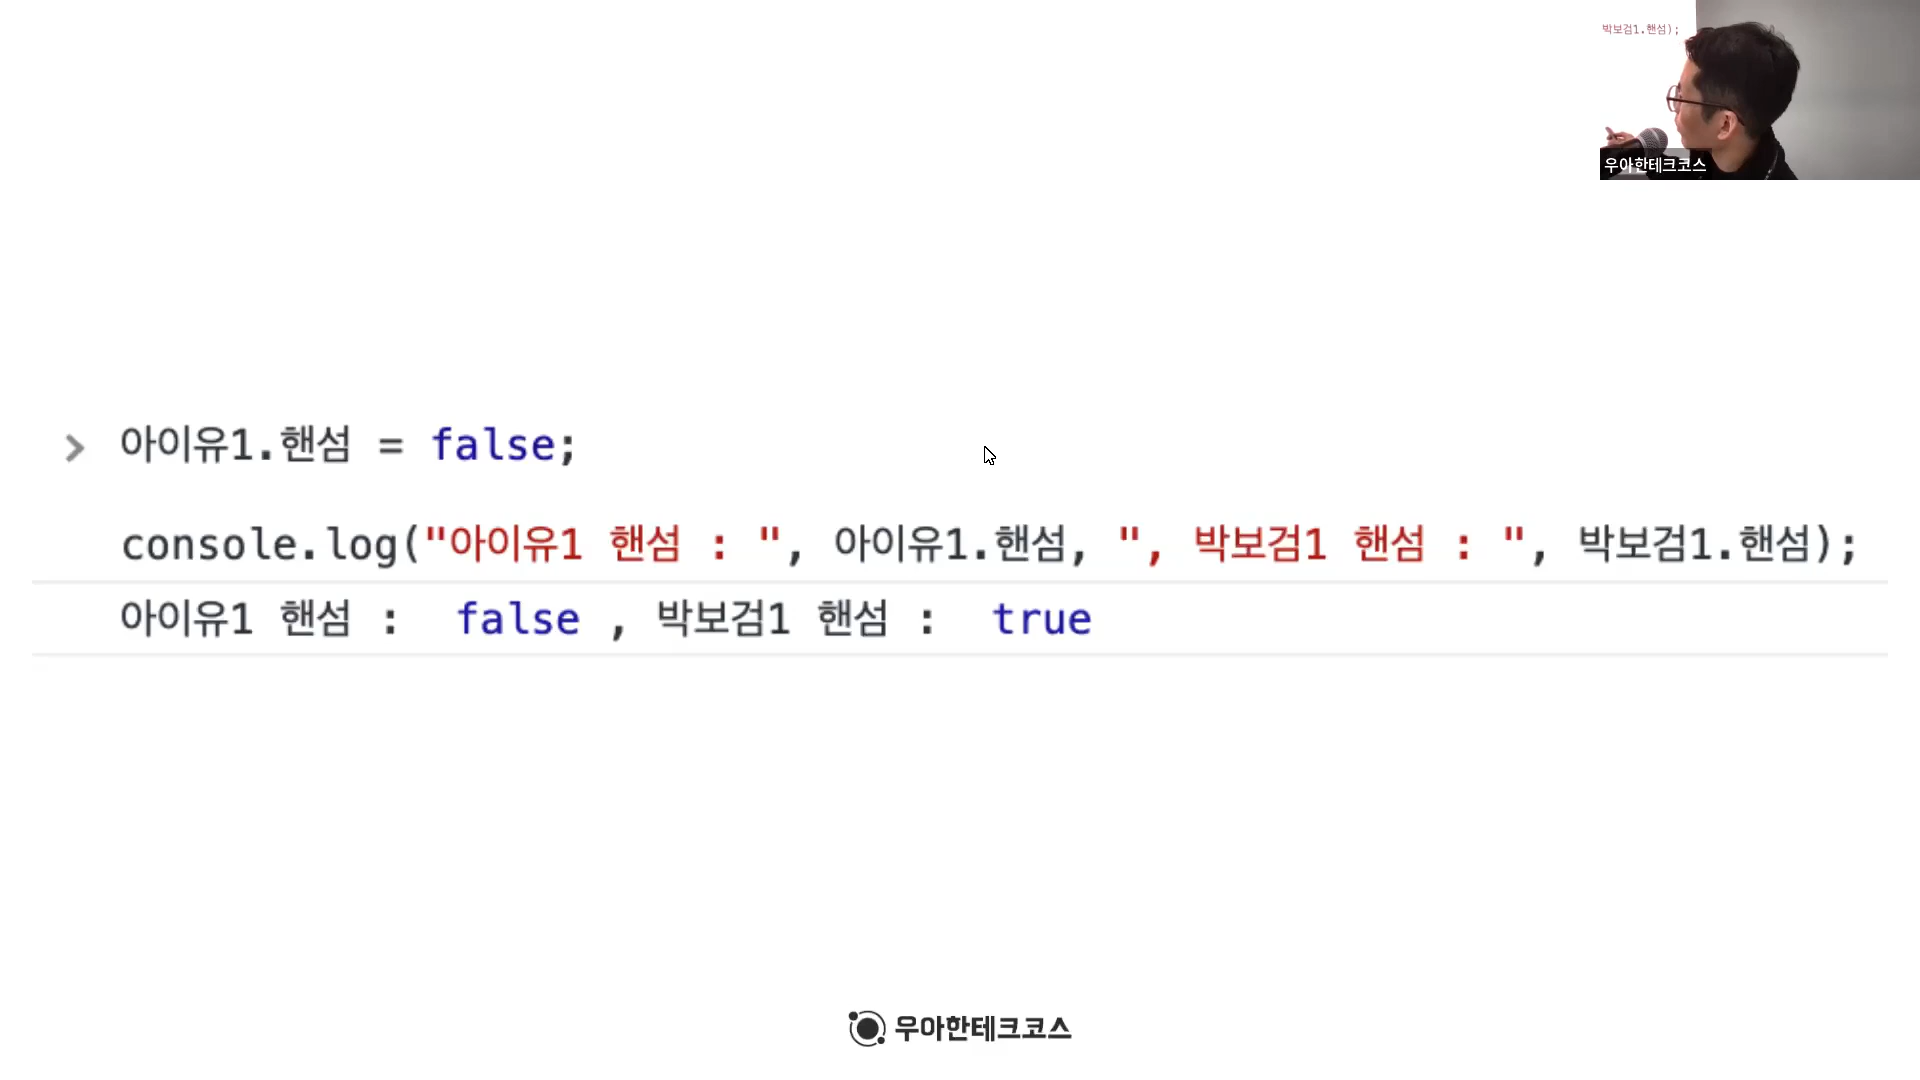 박보검1.핸섬);
우아한테크코스
> 아이유1.핸섬 = false;
console.log("아이유1 핸섬 : ", 아이유1.핸섬, ", 박보검1 핸섬 : ", 박보검1.핸섬);
아이유1 핸섬 :  false , 박보검1 핸섬 :  true
우아한테크코스